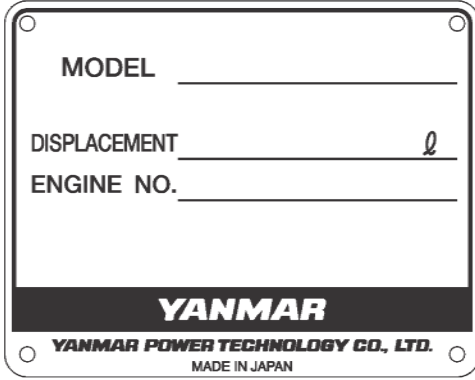 MODEL
DISPLACEMENT ℓ
ENGINE NO.
YANMAR
YANMAR POWER TECHNOLOGY CO., LTD.
MADE IN JAPAN